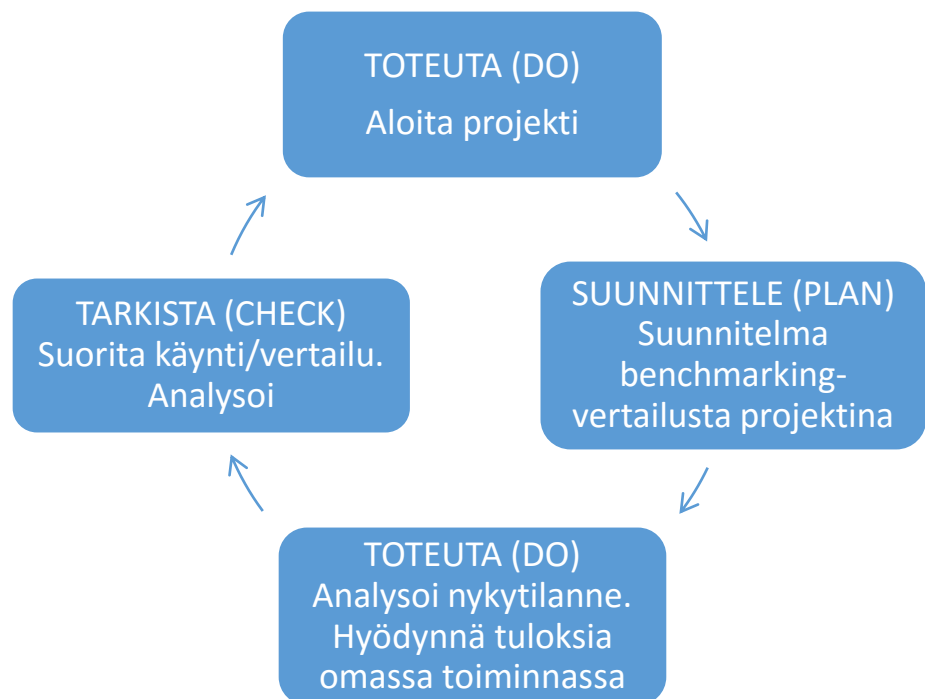 TOTEUTA (DO)
Aloita projekti
SUUNNITTELE (PLAN)
Suunnitelma
benchmarking-
vertailusta projektina
TOTEUTA (DO)
Analysoi nykytilanne.
Hyödynnä tuloksia
omassa toiminnassa
TARKISTA (CHECK)
Suorita käynti/vertailu.
Analysoi